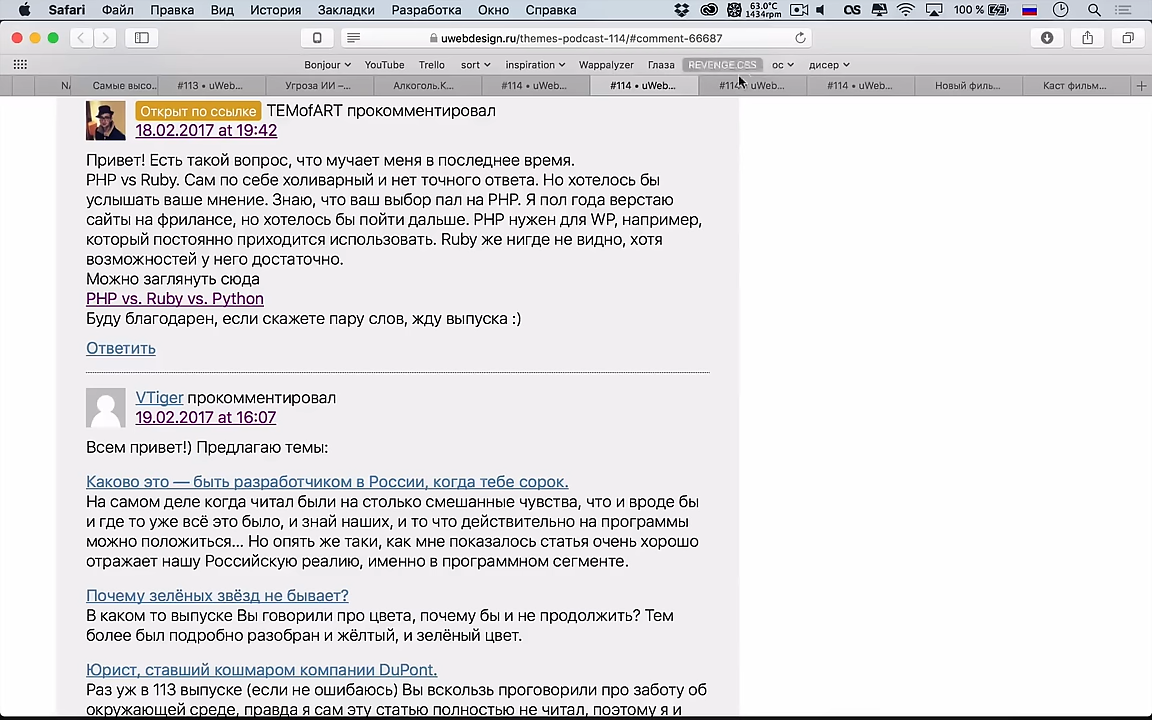 Safari Файл Правка Вид История Закладки Разработка Окно Справка 63.0°C 1434rpm 100 %
uwebdesign.ru/themes-podcast-114/#comment-66687
Bonjour YouTube Trello sort inspiration Wappalyzer Глаза REVENGE.CSS ос дисер
Самые высо.. #113 • uWeb... Угроза ИИ –... Алкоголь.К... #114 • uWeb... #114 • uWeb... #114 • uWeb... #114 • uWeb... Новый филь... Каст фильм...
Открыт по ссылке TEMofART прокомментировал
18.02.2017 at 19:42
Привет! Есть такой вопрос, что мучает меня в последнее время.
PHP vs Ruby. Сам по себе холиварный и нет точного ответа. Но хотелось бы
услышать ваше мнение. Знаю, что ваш выбор пал на PHP. Я пол года верстаю
сайты на фрилансе, но хотелось бы пойти дальше. PHP нужен для WP, например,
который постоянно приходится использовать. Ruby же нигде не видно, хотя
возможностей у него достаточно.
Можно заглянуть сюда
PHP vs. Ruby vs. Python
Буду благодарен, если скажете пару слов, жду выпуска :)
Ответить
VTiger прокомментировал
19.02.2017 at 16:07
Всем привет!) Предлагаю темы:
Каково это — быть разработчиком в России, когда тебе сорок.
На самом деле когда читал были на столько смешанные чувства, что и вроде бы
и где то уже всё это было, и знай наших, и то что действительно на программы
можно положиться... Но опять же таки, как мне показалось статья очень хорошо
отражает нашу Российскую реалию, именно в программном сегменте.
Почему зелёных звёзд не бывает?
В каком то выпуске Вы говорили про цвета, почему бы и не продолжить? Тем
более был подробно разобран и жёлтый, и зелёный цвет.
Юрист, ставший кошмаром компании DuPont.
Раз уж в 113 выпуске (если не ошибаюсь) Вы вскользь проговорили про заботу об
окружающей среде, правда я сам эту статью полностью не читал, поэтому я и